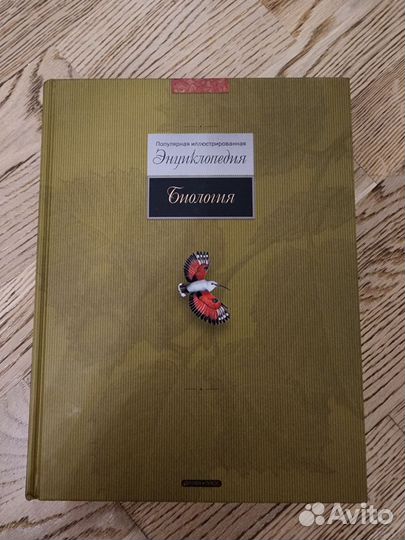 Популярная иллюстрированная
Энциклопедия
Биология
Avito